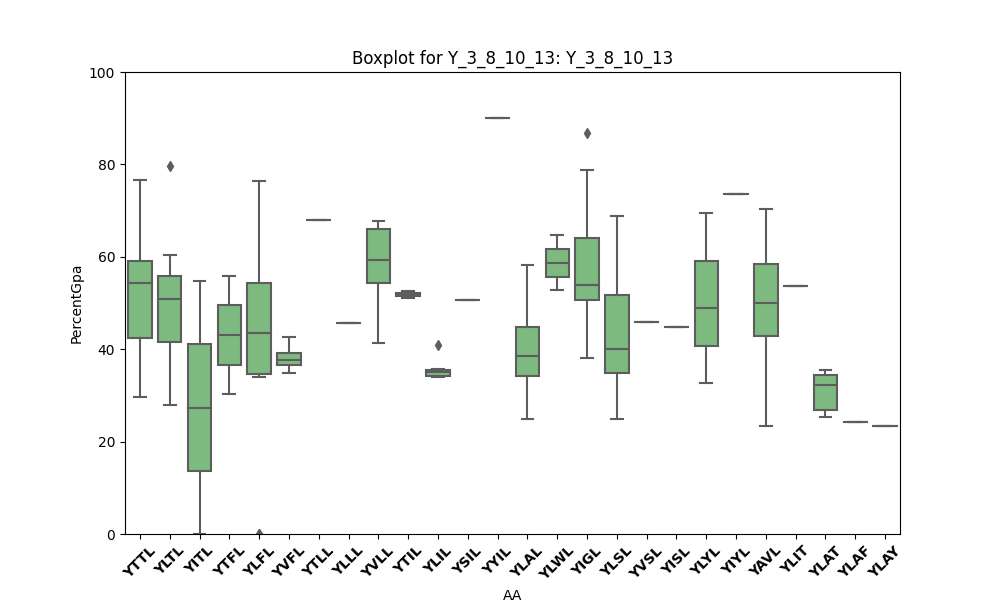 Boxplot for Y_3_8_10_13: Y_3_8_10_13
100
80
60
40
20
0
PercentGpa
YTTL YLTL YITL YTFL YLFL YVFL YTLL YLLL YVLL YTIL YLIL YSIL YYIL YLAL YLWL YIGL YLSL YVSL YISL YLYL YIYL YAVL YLIT YLAT YLAF YLAY
AA